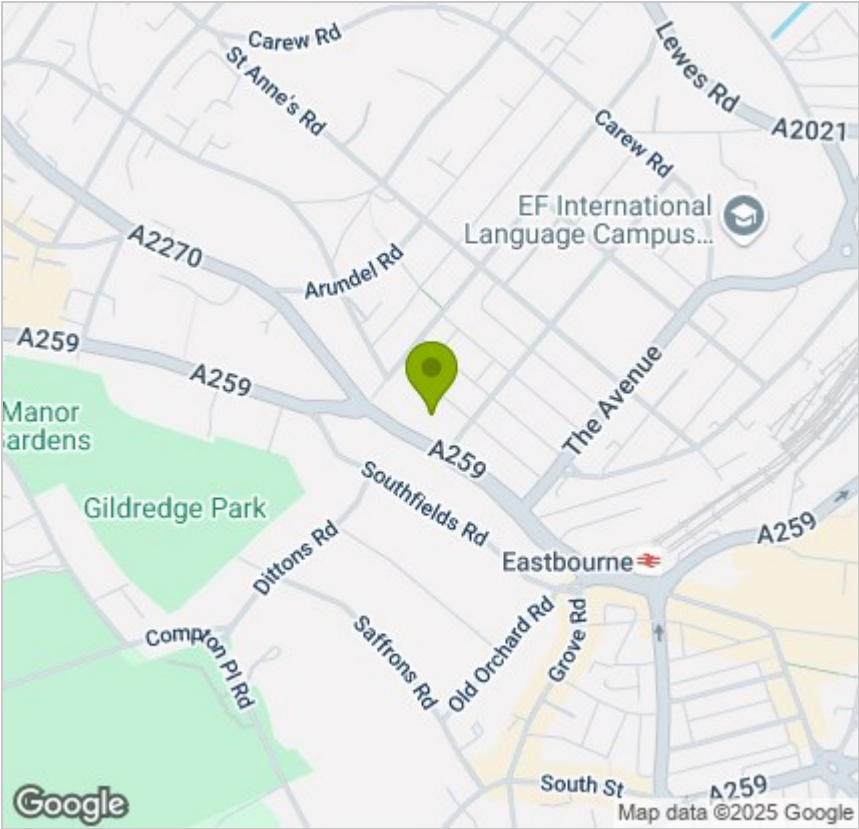 Carew Rd
St Anne's Rd
Lewes Rd
A2021
Carew Rd
EF International
Language Campus...
A2270
Arundel Rd
A259
A259
The Avenue
Manor
Gardens
A259
Southfields Rd
Gildredge Park
A259
Dittons Rd
Eastbourne
Compton Pl Rd
Saffrons Rd
Old Orchard Rd
Grove Rd
South St
A259
Google
Map data ©2025 Google